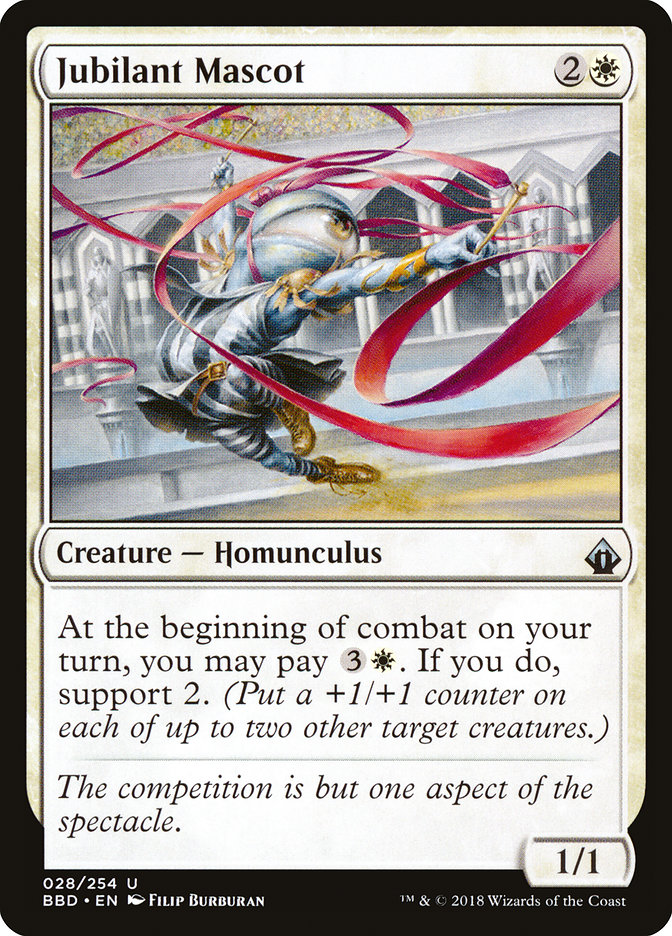 Jubilant Mascot 2
Creature — Homunculus
At the beginning of combat on your
turn, you may pay 3. If you do,
support 2. (Put a +1/+1 counter on
each of up to two other target creatures.)
The competition is but one aspect of the
spectacle.
1/1
028/254 U
BBD • EN Filip Burburan
™ & © 2018 Wizards of the Coast